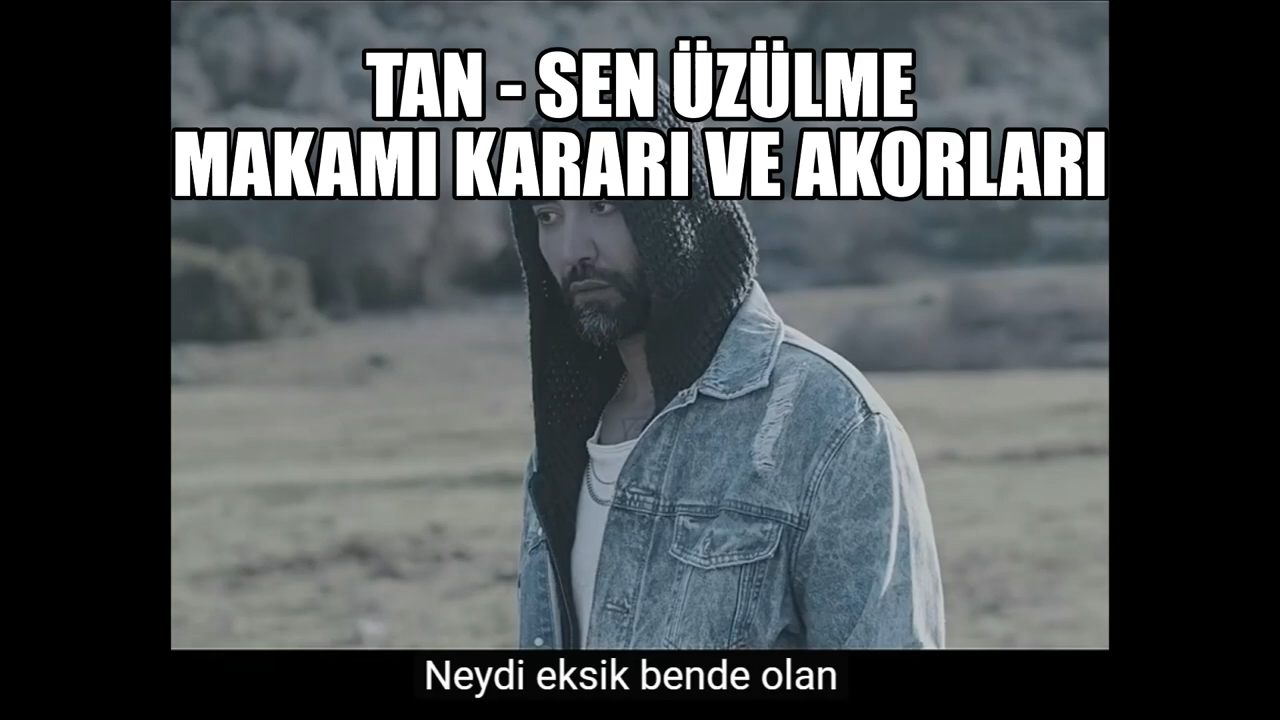 TAN - SEN ÜZÜLME
MAKAMI KARARI VE AKORLARI
Neydi eksik bende olan